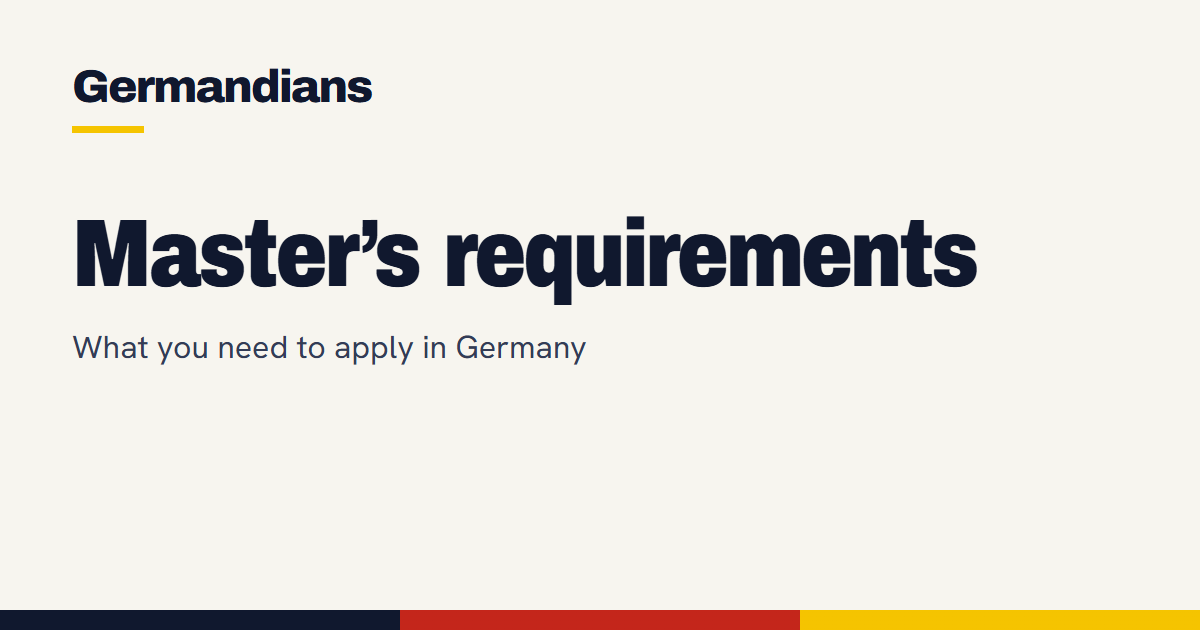 Germandians
Master’s requirements
What you need to apply in Germany